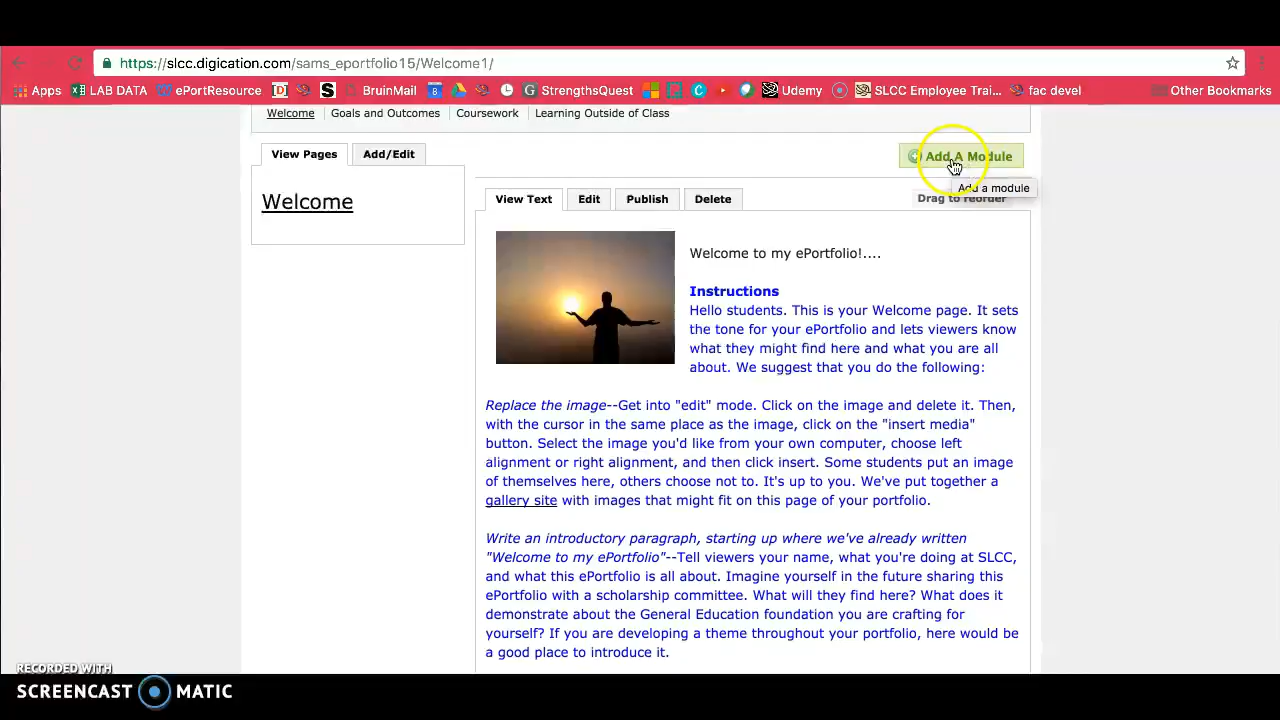 https://slcc.digication.com/sams_eportfolio15/Welcome1/
Apps LAB DATA ePortResource BruinMail StrengthsQuest Udemy SLCC Employee Trai... fac devel Other Bookmarks
Welcome Goals and Outcomes Coursework Learning Outside of Class
View Pages Add/Edit
Add A Module
Add a module
Drag to reorder
Welcome
View Text Edit Publish Delete
Welcome to my ePortfolio!....
Instructions
Hello students. This is your Welcome page. It sets
the tone for your ePortfolio and lets viewers know
what they might find here and what you are all
about. We suggest that you do the following:
Replace the image--Get into "edit" mode. Click on the image and delete it. Then,
with the cursor in the same place as the image, click on the "insert media"
button. Select the image you'd like from your own computer, choose left
alignment or right alignment, and then click insert. Some students put an image
of themselves here, others choose not to. It's up to you. We've put together a
gallery site with images that might fit on this page of your portfolio.
Write an introductory paragraph, starting up where we've already written
"Welcome to my ePortfolio"--Tell viewers your name, what you're doing at SLCC,
and what this ePortfolio is all about. Imagine yourself in the future sharing this
ePortfolio with a scholarship committee. What will they find here? What does it
demonstrate about the General Education foundation you are crafting for
yourself? If you are developing a theme throughout your portfolio, here would be
a good place to introduce it.
RECORDED WITH
SCREENCAST MATIC